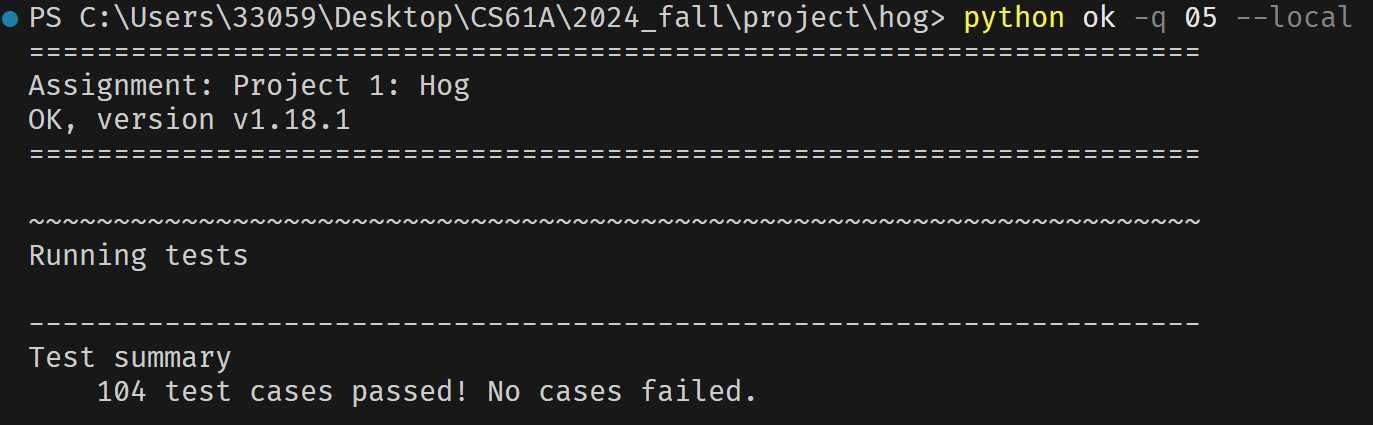 PS C:\Users\33059\Desktop\CS61A\2024_fall\project\hog> python ok -q 05 --local
=====================================================================
Assignment: Project 1: Hog
OK, version v1.18.1
=====================================================================
~~~~~~~~~~~~~~~~~~~~~~~~~~~~~~~~~~~~~~~~~~~~~~~~~~~~~~~~~~~~~~~~~~~~~
Running tests
---------------------------------------------------------------------
Test summary
    104 test cases passed! No cases failed.